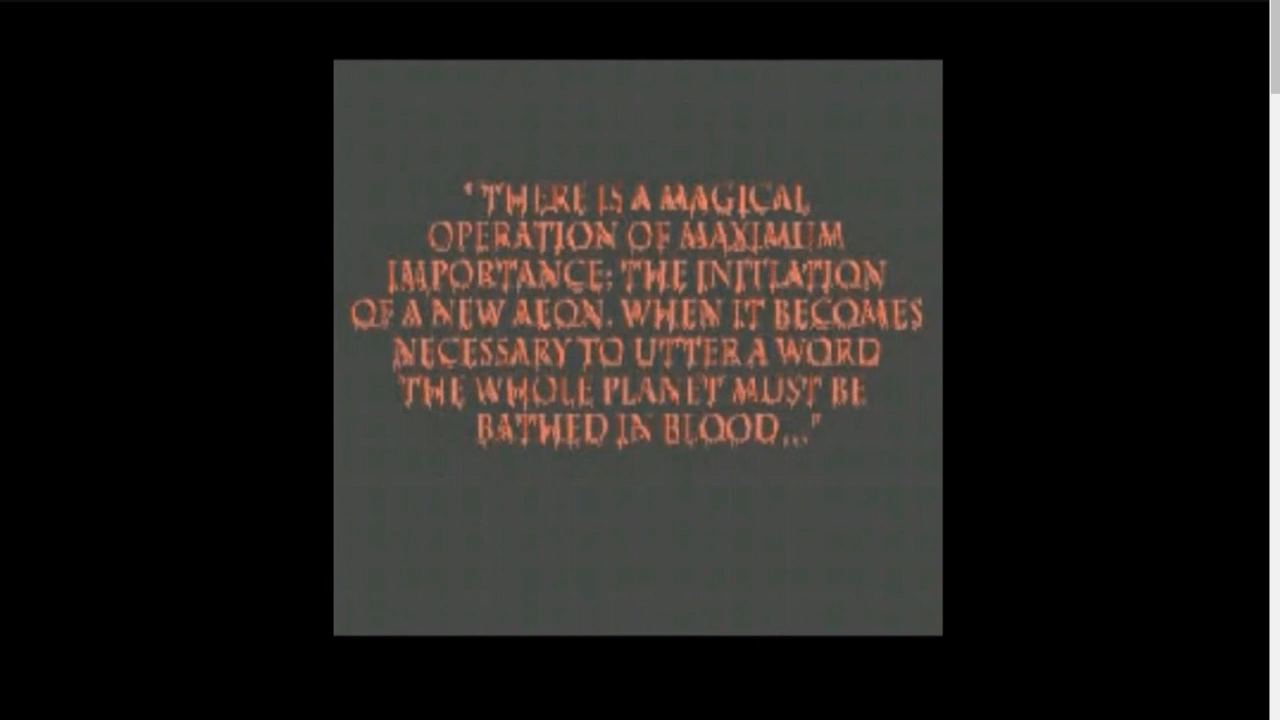 "THERE IS A MAGICAL
OPERATION OF MAXIMUM
IMPORTANCE: THE INITIATION
OF A NEW AEON. WHEN IT BECOMES
NECESSARY TO UTTER A WORD
THE WHOLE PLANET MUST BE
BATHED IN BLOOD..."